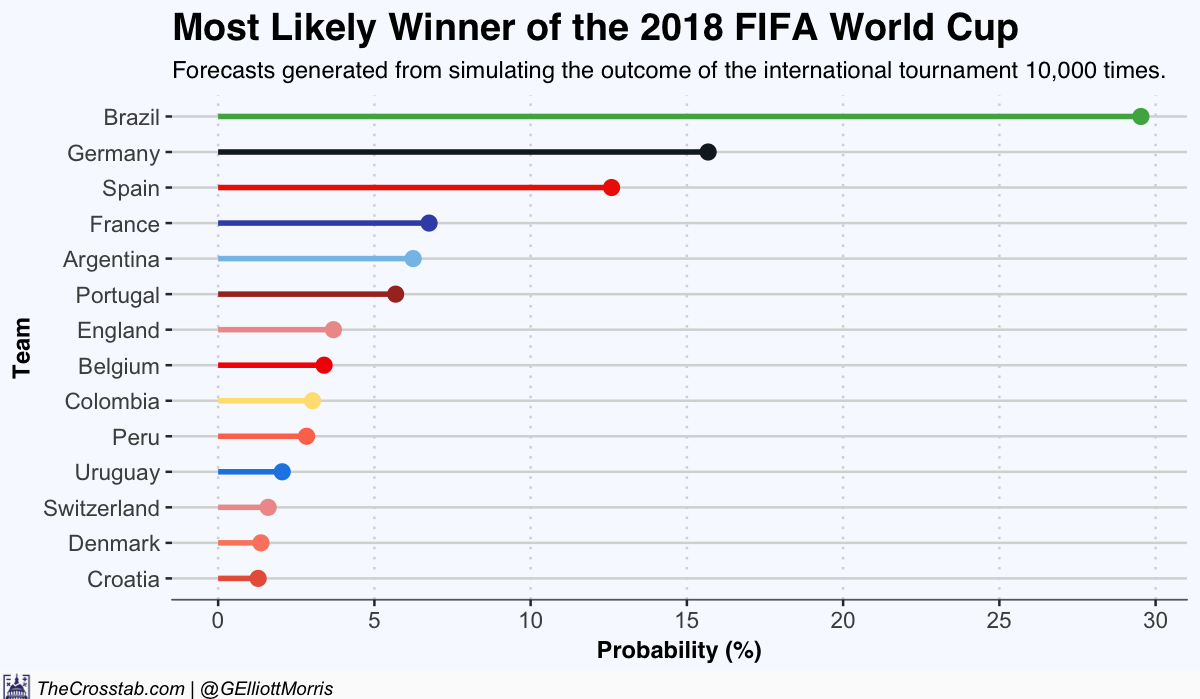 Most Likely Winner of the 2018 FIFA World Cup
Forecasts generated from simulating the outcome of the international tournament 10,000 times.
Team
Brazil
Germany
Spain
France
Argentina
Portugal
England
Belgium
Colombia
Peru
Uruguay
Switzerland
Denmark
Croatia
0 5 10 15 20 25 30
Probability (%)
TheCrosstab.com | @GElliottMorris